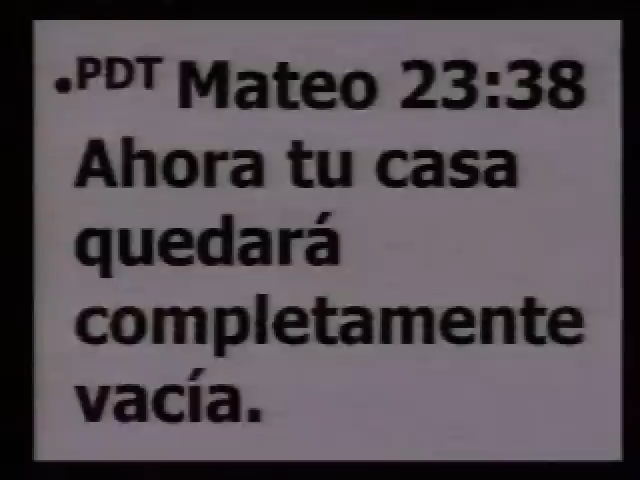 •PDT Mateo 23:38
Ahora tu casa
quedará
completamente
vacía.